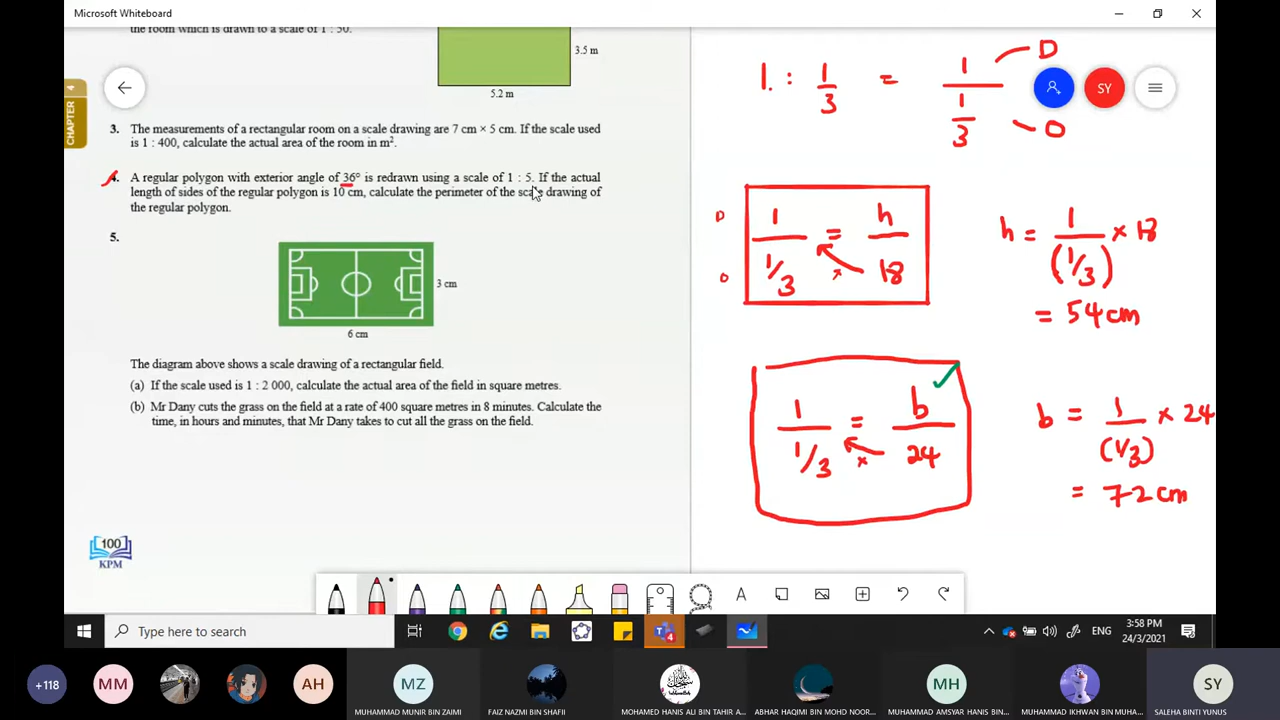 Microsoft Whiteboard
the room which is drawn to a scale of 1 : 50.
3.5 m
5.2 m
CHAPTER 4
3. The measurements of a rectangular room on a scale drawing are 7 cm × 5 cm. If the scale used
is 1 : 400, calculate the actual area of the room in m².
4. A regular polygon with exterior angle of 36° is redrawn using a scale of 1 : 5. If the actual
length of sides of the regular polygon is 10 cm, calculate the perimeter of the scale drawing of
the regular polygon.
5.
3 cm
6 cm
The diagram above shows a scale drawing of a rectangular field.
(a) If the scale used is 1 : 2 000, calculate the actual area of the field in square metres.
(b) Mr Dany cuts the grass on the field at a rate of 400 square metres in 8 minutes. Calculate the
time, in hours and minutes, that Mr Dany takes to cut all the grass on the field.
100
KPM
1 : 1/3 = 1/(1/3) D O
SY
D O 1/(1/3) = h/18 ×
h = 1/(1/3) × 18
= 54 cm
1/(1/3) = b/24 ×
b = 1/(1/3) × 24
= 72 cm
A
Type here to search
4
ENG
3:58 PM
24/3/2021
+118
MM
AH
MZ
MUHAMMAD MUNIR BIN ZAIMI
FAIZ NAZMI BIN SHAFII
MOHAMED HANIS ALI BIN TAHIR A...
ABHAR HAQIMI BIN MOHD NOOR...
MH
MUHAMMAD AMSYAR HANIS BIN...
MUHAMMAD IKHWAN BIN MUHA...
SY
SALEHA BINTI YUNUS